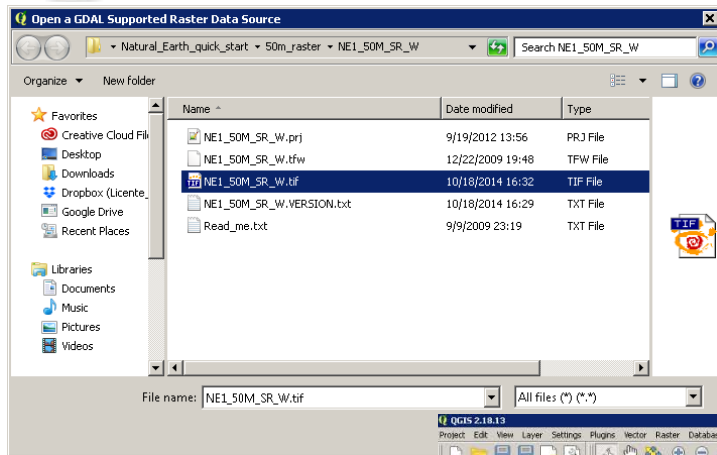 Open a GDAL Supported Raster Data Source
Natural_Earth_quick_start 50m_raster NE1_50M_SR_W Search NE1_50M_SR_W
Organize New folder
Favorites
Creative Cloud Fil
Desktop
Downloads
Dropbox (Licente_
Google Drive
Recent Places
Libraries
Documents
Music
Pictures
Videos
Name Date modified Type
NE1_50M_SR_W.prj 9/19/2012 13:56 PRJ File
NE1_50M_SR_W.tfw 12/22/2009 19:48 TFW File
NE1_50M_SR_W.tif 10/18/2014 16:32 TIF File
NE1_50M_SR_W.VERSION.txt 10/18/2014 16:29 TXT File
Read_me.txt 9/9/2009 23:19 TXT File
TIF
File name: NE1_50M_SR_W.tif All files (*) (*.*)
QGIS 2.18.13
Project Edit View Layer Settings Plugins Vector Raster Databas